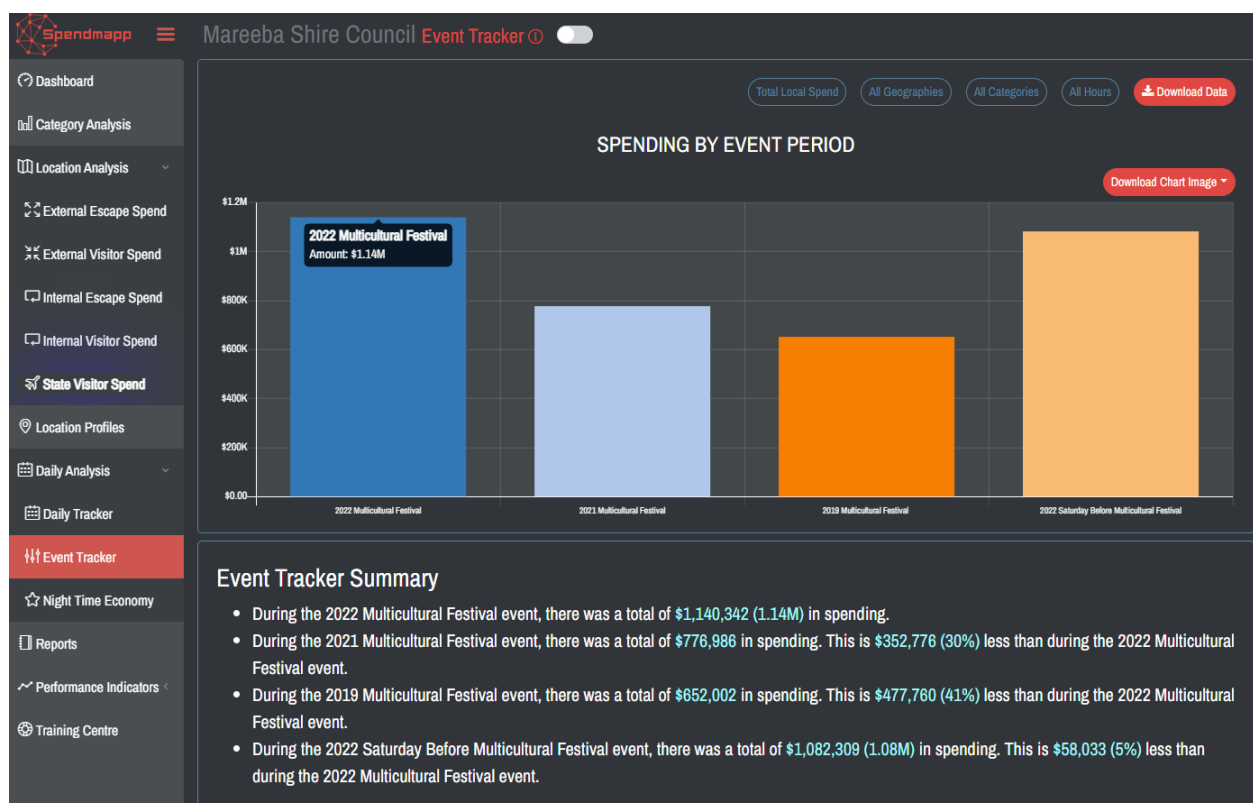 Spendmapp
Mareeba Shire Council Event Tracker
Dashboard
Category Analysis
Location Analysis
External Escape Spend
External Visitor Spend
Internal Escape Spend
Internal Visitor Spend
State Visitor Spend
Location Profiles
Daily Analysis
Daily Tracker
Event Tracker
Night Time Economy
Reports
Performance Indicators
Training Centre
Total Local Spend All Geographies All Categories All Hours Download Data
SPENDING BY EVENT PERIOD
Download Chart Image
$1.2M
$1M
$800K
$600K
$400K
$200K
$0.00
2022 Multicultural Festival
Amount: $1.14M
2022 Multicultural Festival 2021 Multicultural Festival 2019 Multicultural Festival 2022 Saturday Before Multicultural Festival
Event Tracker Summary
• During the 2022 Multicultural Festival event, there was a total of $1,140,342 (1.14M) in spending.
• During the 2021 Multicultural Festival event, there was a total of $776,986 in spending. This is $352,776 (30%) less than during the 2022 Multicultural
Festival event.
• During the 2019 Multicultural Festival event, there was a total of $652,002 in spending. This is $477,760 (41%) less than during the 2022 Multicultural
Festival event.
• During the 2022 Saturday Before Multicultural Festival event, there was a total of $1,082,309 (1.08M) in spending. This is $58,033 (5%) less than
during the 2022 Multicultural Festival event.